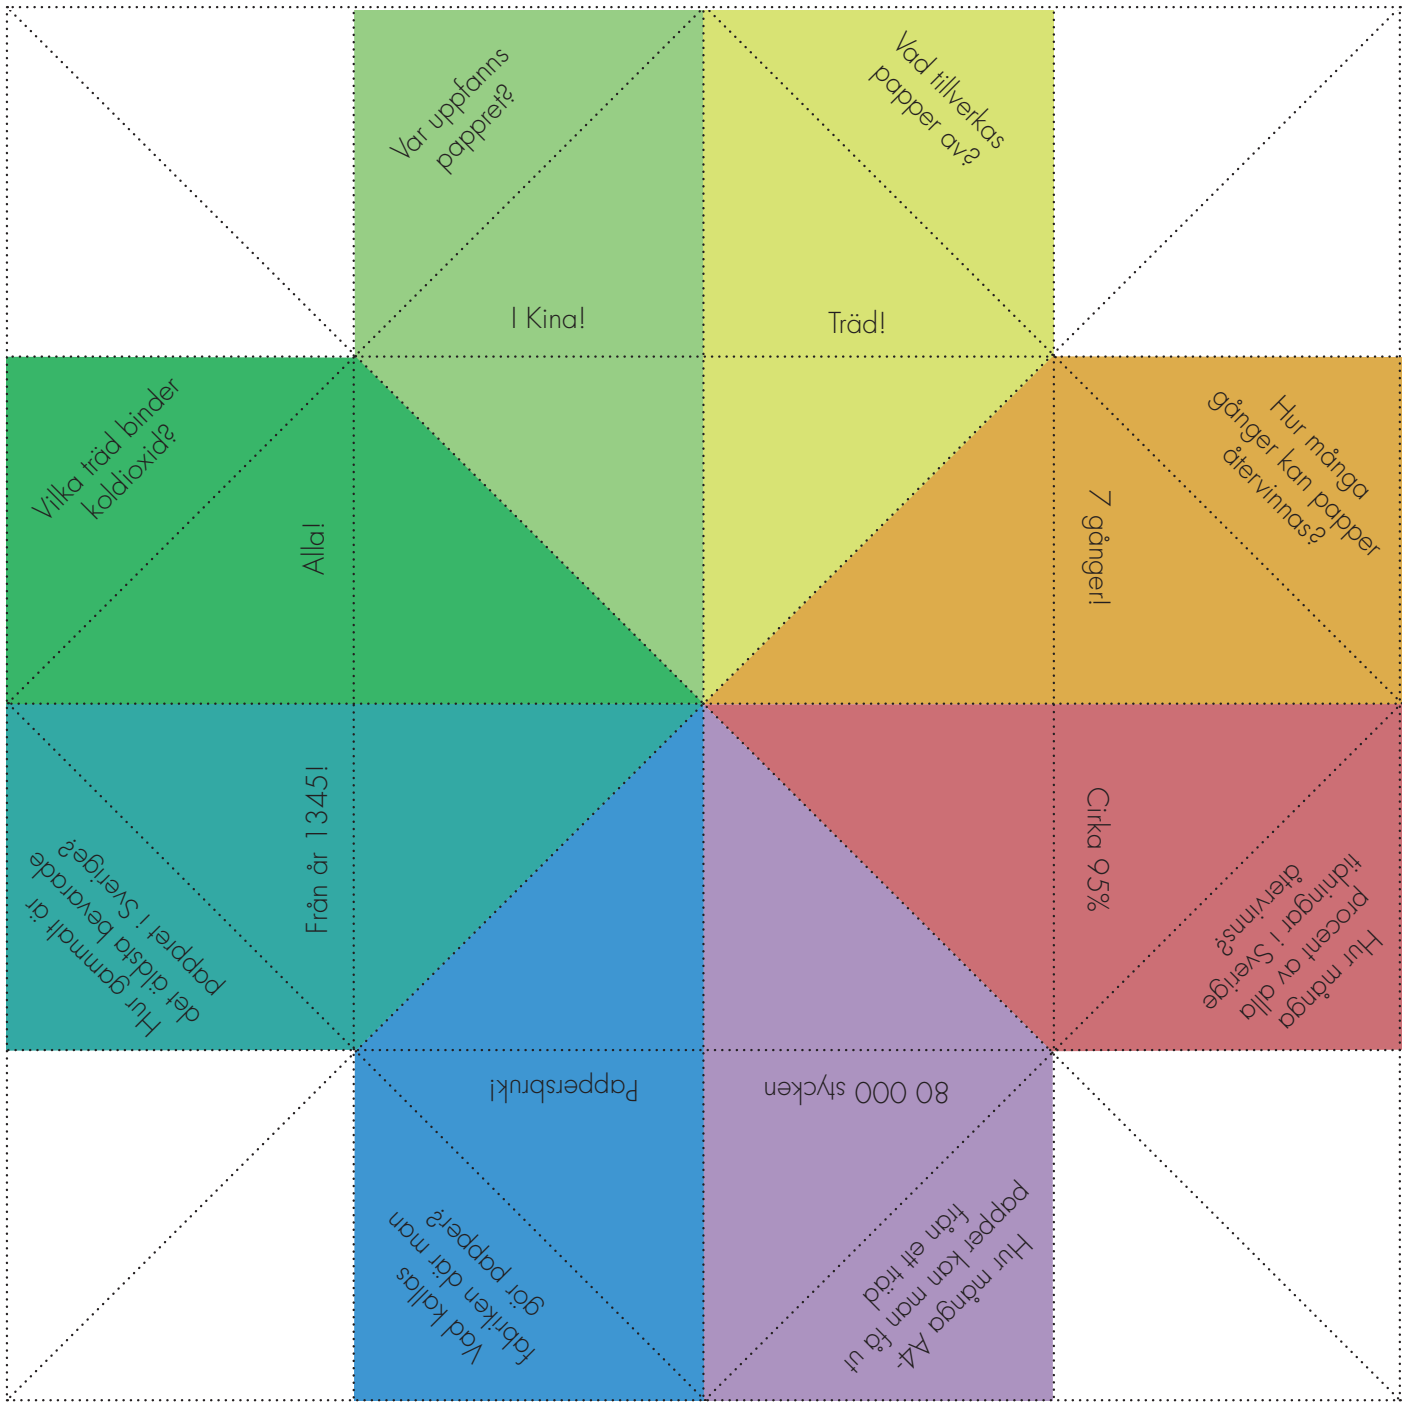 Var uppfanns
pappret?
I Kina!
Vad tillverkas
papper av?
Träd!
Hur många
gånger kan papper
återvinnas?
7 gånger!
Hur många
procent av alla
tidningar i Sverige
återvinns?
Cirka 95%
Hur många A4-
papper kan man få ut
från ett träd
80 000 stycken
Vad kallas
fabriken där man
gör papper?
Pappersbruk!
Hur gammalt är
det äldsta bevarade
pappret i Sverige?
Från år 1345!
Vilka träd binder
koldioxid?
Alla!